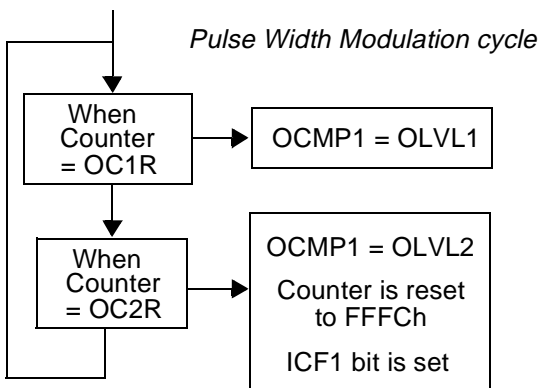 Pulse Width Modulation cycle
When
Counter
= OC1R
OCMP1 = OLVL1
When
Counter
= OC2R
OCMP1 = OLVL2
Counter is reset
to FFFCh
ICF1 bit is set